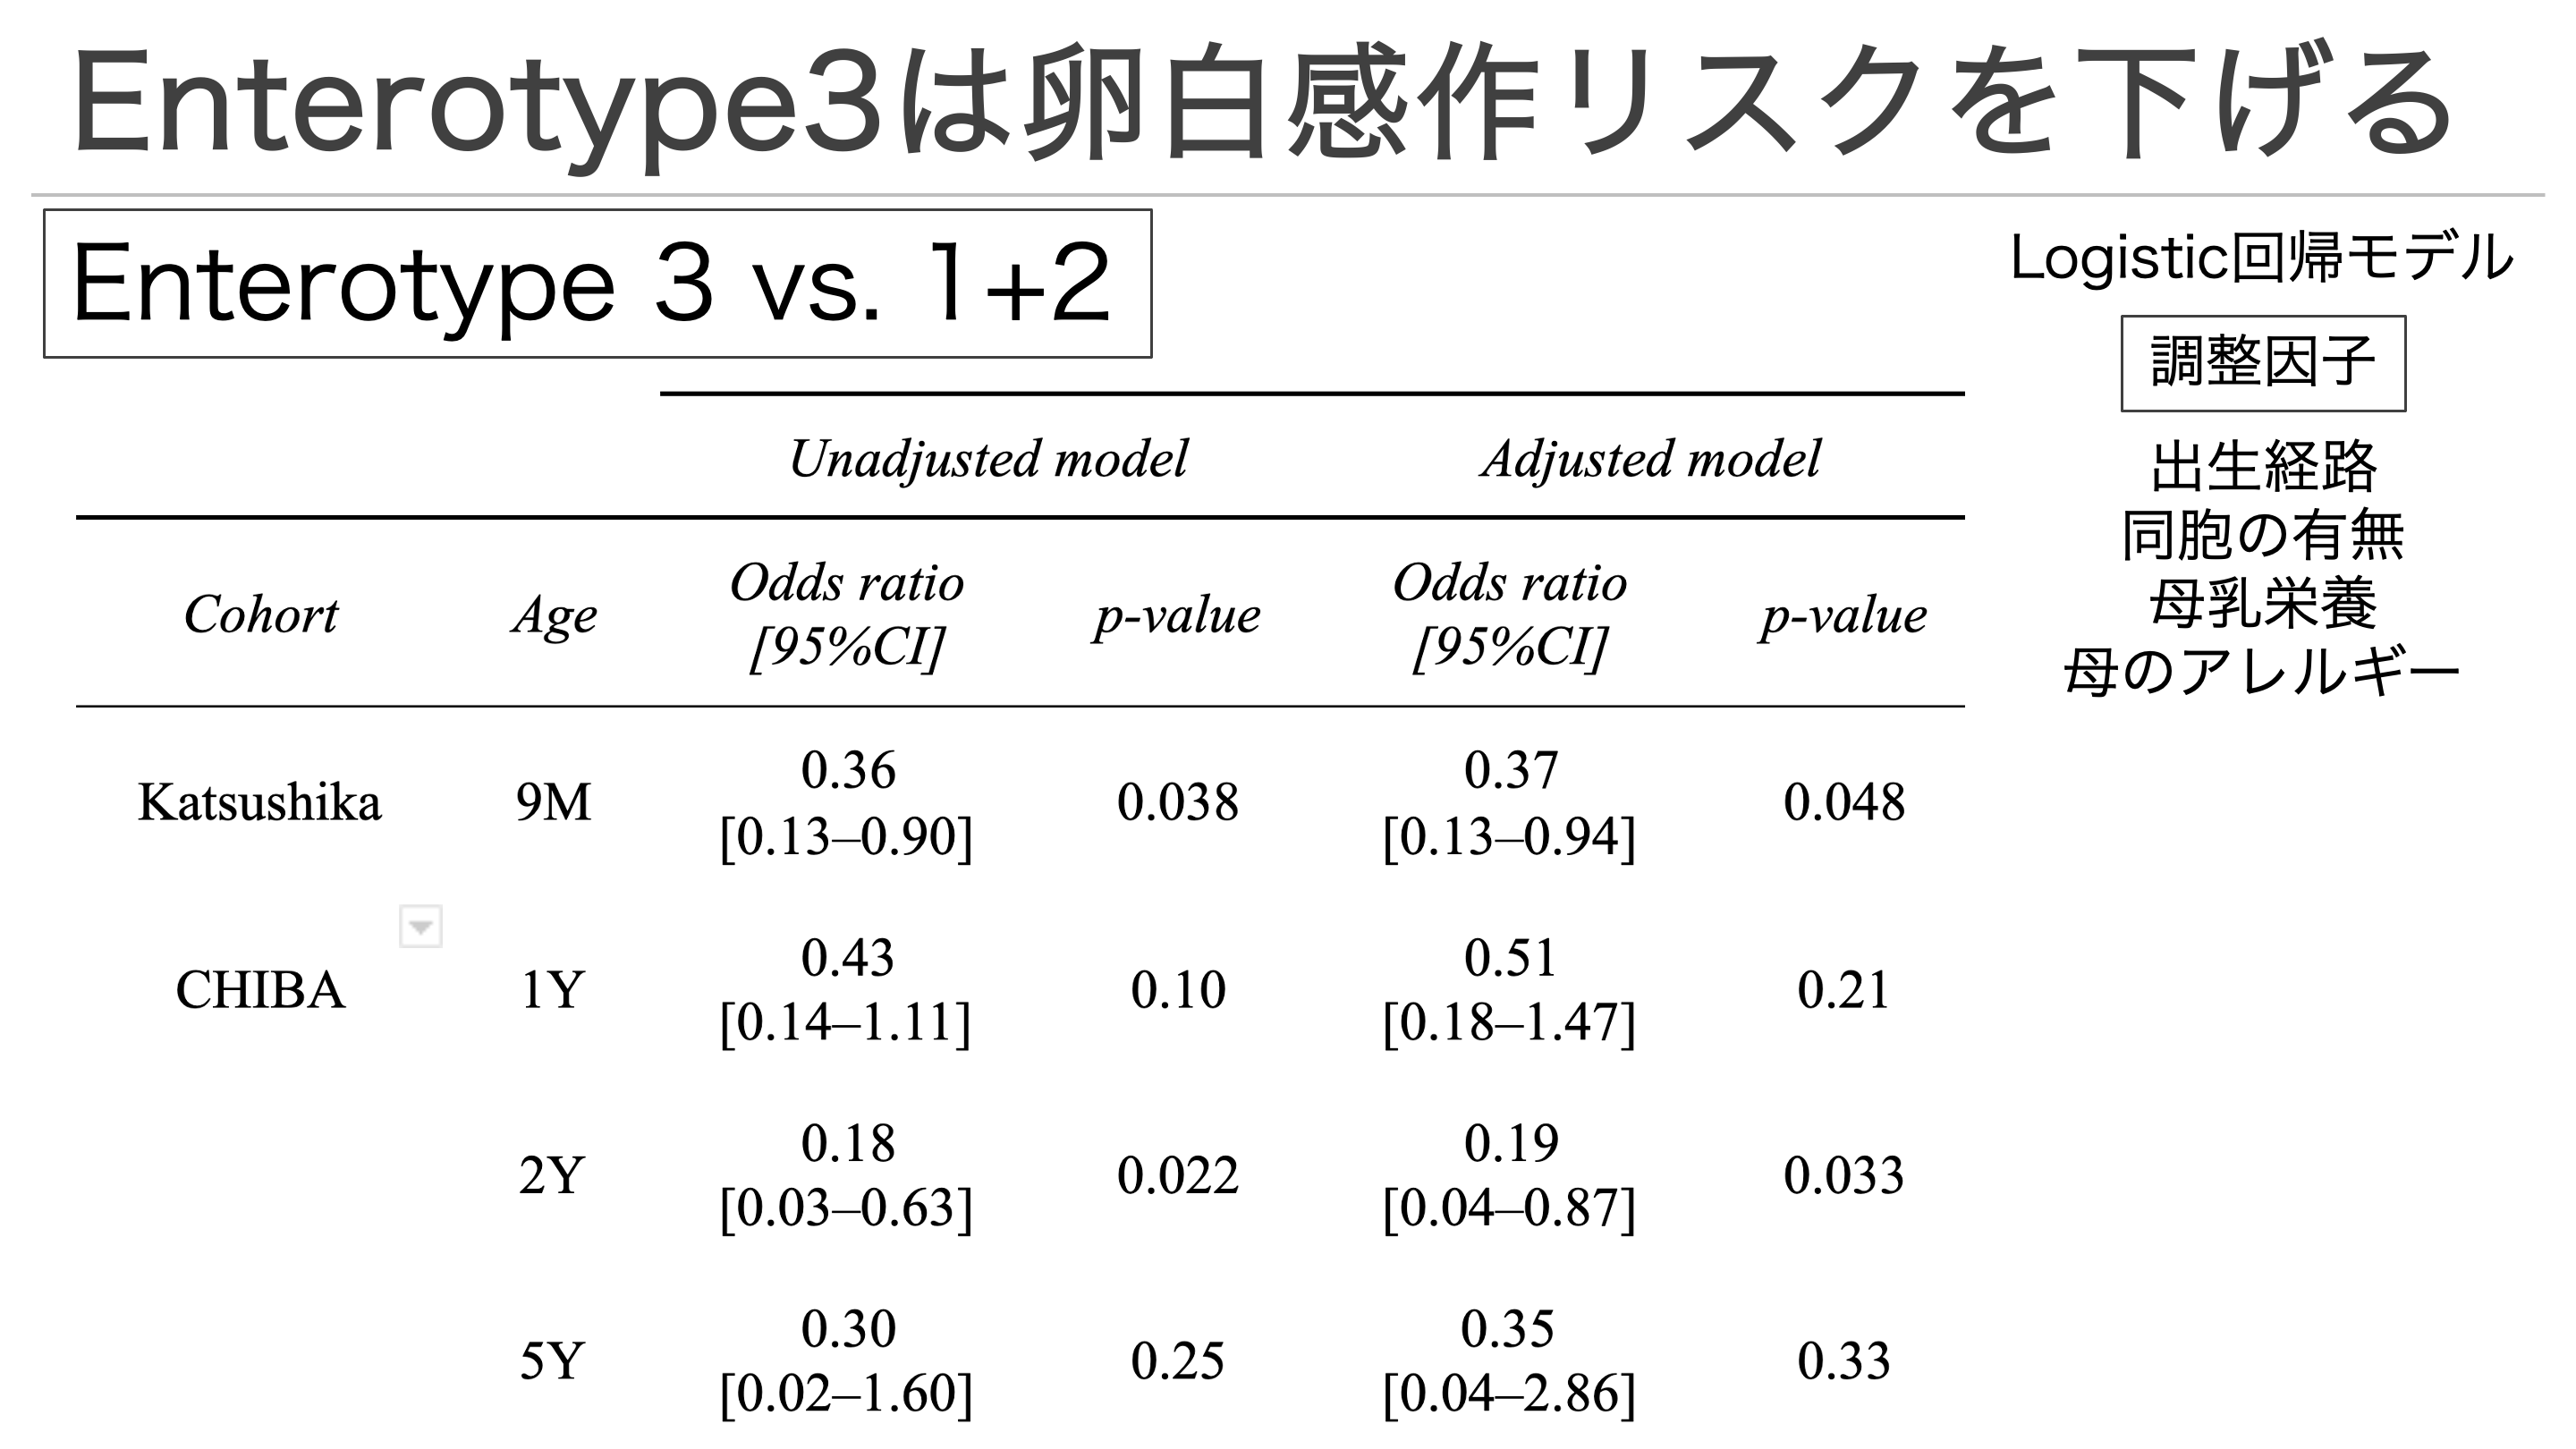 Enterotype3は卵白感作リスクを下げる
Enterotype 3 vs. 1+2
Logistic回帰モデル
調整因子
出生経路
同胞の有無
母乳栄養
母のアレルギー
Unadjusted model Adjusted model
Cohort Age Odds ratio [95%CI] p-value Odds ratio [95%CI] p-value
Katsushika 9M 0.36 [0.13–0.90] 0.038 0.37 [0.13–0.94] 0.048
CHIBA 1Y 0.43 [0.14–1.11] 0.10 0.51 [0.18–1.47] 0.21
2Y 0.18 [0.03–0.63] 0.022 0.19 [0.04–0.87] 0.033
5Y 0.30 [0.02–1.60] 0.25 0.35 [0.04–2.86] 0.33